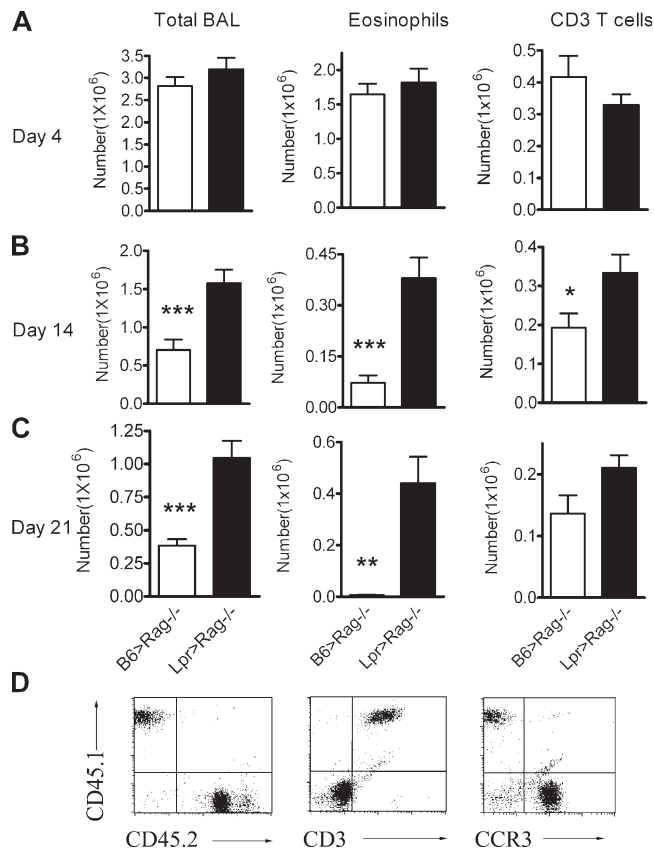 A
Total BAL
Eosinophils
CD3 T cells
Day 4
Number(1X10⁶)
3.5
3.0
2.5
2.0
1.5
1.0
0.5
0.0
Number(1x10⁶)
2.0
1.5
1.0
0.5
0.0
Number(1x10⁶)
0.5
0.4
0.3
0.2
0.1
0.0
B
Day 14
Number(1X10⁶)
2.0
1.5
1.0
0.5
0.0
***
Number(1x10⁶)
0.45
0.30
0.15
0.00
***
Number(1x10⁶)
0.4
0.3
0.2
0.1
0.0
*
C
Day 21
Number(1X10⁶)
1.25
1.00
0.75
0.50
0.25
0.00
***
B6>Rag-/-
Lpr>Rag-/-
Number(1x10⁶)
0.6
0.4
0.2
0.0
**
B6>Rag-/-
Lpr>Rag-/-
Number(1x10⁶)
0.2
0.1
0.0
B6>Rag-/-
Lpr>Rag-/-
D
CD45.1
CD45.2
CD3
CCR3